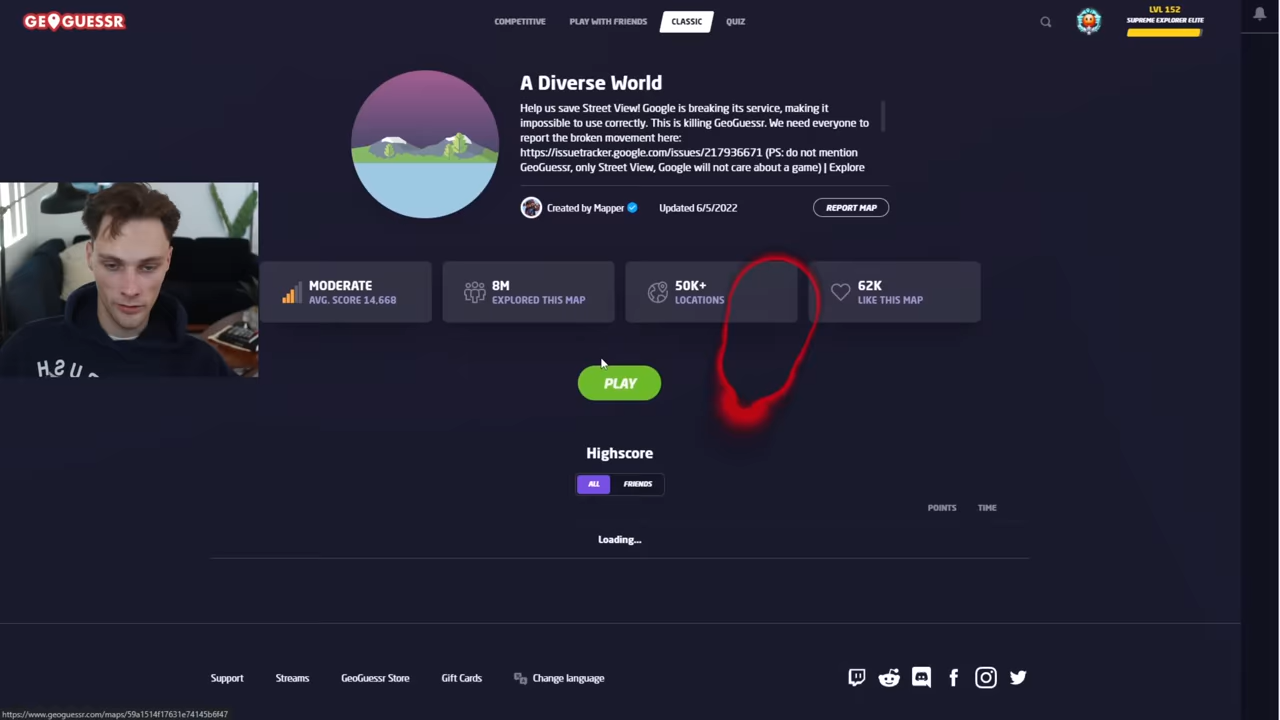 GEOGUESSR
COMPETITIVE PLAY WITH FRIENDS CLASSIC QUIZ
LVL 152
SUPREME EXPLORER ELITE
A Diverse World
Help us save Street View! Google is breaking its service, making it
impossible to use correctly. This is killing GeoGuessr. We need everyone to
report the broken movement here:
https://issuetracker.google.com/issues/217936671 (PS: do not mention
GeoGuessr, only Street View, Google will not care about a game) | Explore
Created by Mapper Updated 6/5/2022 REPORT MAP
MODERATE
AVG. SCORE 14,668
8M
EXPLORED THIS MAP
50K+
LOCATIONS
62K
LIKE THIS MAP
PLAY
Highscore
ALL FRIENDS
POINTS TIME
Loading...
Support Streams GeoGuessr Store Gift Cards Change language
https://www.geoguessr.com/maps/59a1514f17631e74145b6f47